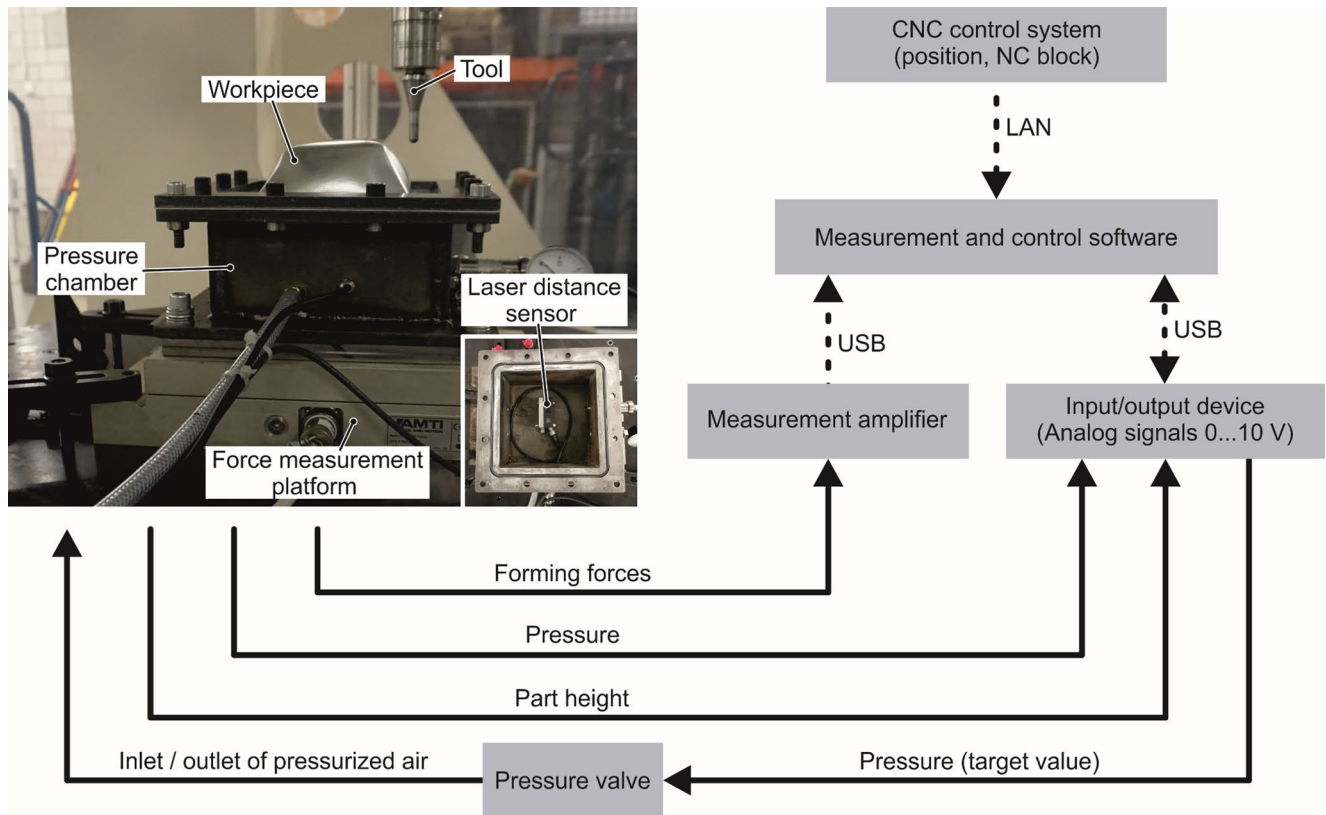 CNC control system
(position, NC block)
Tool
Workpiece
LAN
Measurement and control software
Pressure
chamber
Laser distance
sensor
USB
USB
Measurement amplifier
Input/output device
(Analog signals 0...10 V)
AMTI
Force measurement
platform
Forming forces
Pressure
Part height
Inlet / outlet of pressurized air
Pressure valve
Pressure (target value)